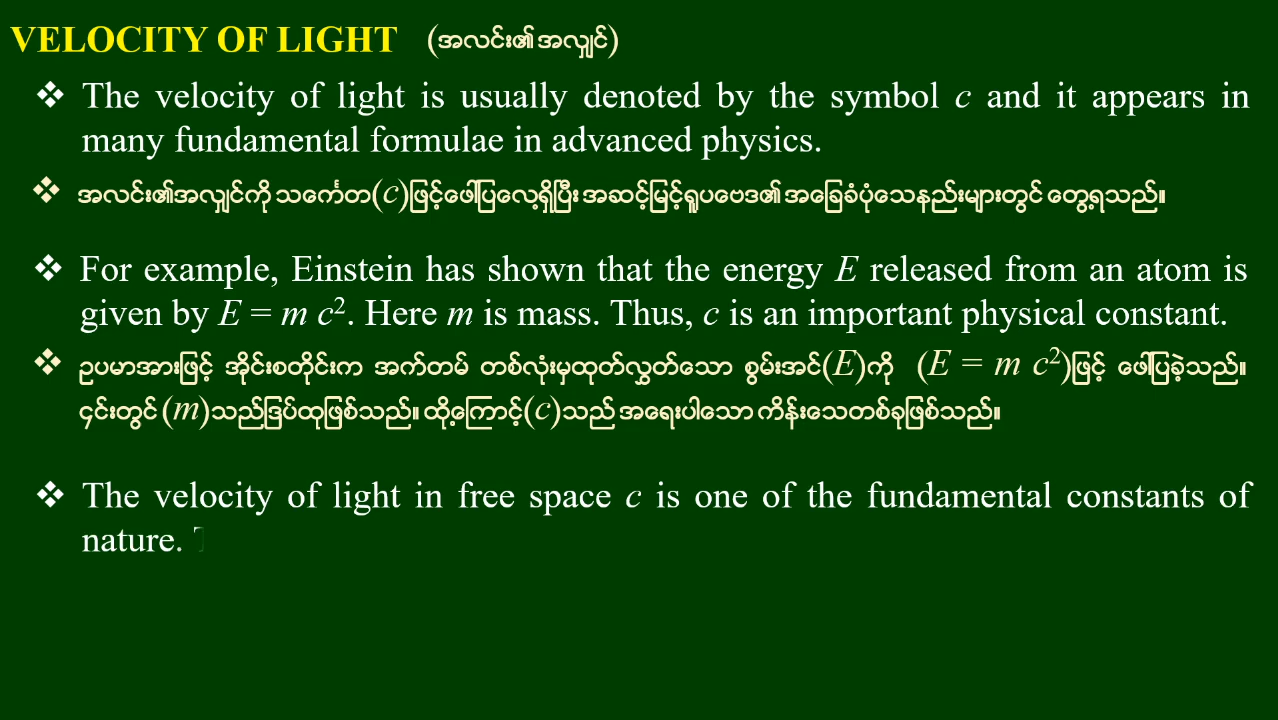 VELOCITY OF LIGHT (အလင်း၏အလျှင်)
❖ The velocity of light is usually denoted by the symbol c and it appears in
many fundamental formulae in advanced physics.
❖ အလင်း၏အလျှင်ကို သင်္ကေတ(c)ဖြင့်ဖေါ်ပြလေ့ရှိပြီး အဆင့်မြင့်ရူပဗေဒ၏ အခြေခံပုံသေနည်းများတွင် တွေ့ရသည်။
❖ For example, Einstein has shown that the energy E released from an atom is
given by E = m c². Here m is mass. Thus, c is an important physical constant.
❖ ဥပမာအားဖြင့် အိုင်းစတိုင်းက အက်တမ် တစ်လုံးမှထုတ်လွှတ်သော စွမ်းအင်(E)ကို (E = m c²)ဖြင့် ဖေါ်ပြခဲ့သည်။
၄င်းတွင် (m)သည်ဒြပ်ထုဖြစ်သည်။ ထို့ကြောင့်(c)သည် အရေးပါသော ကိန်းသေတစ်ခုဖြစ်သည်။
❖ The velocity of light in free space c is one of the fundamental constants of
nature.